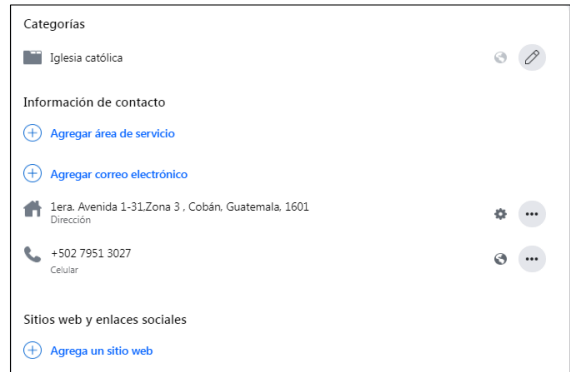 Categorías
Iglesia católica
Información de contacto
Agregar área de servicio
Agregar correo electrónico
1era. Avenida 1-31,Zona 3 , Cobán, Guatemala, 1601
Dirección
+502 7951 3027
Celular
Sitios web y enlaces sociales
Agrega un sitio web